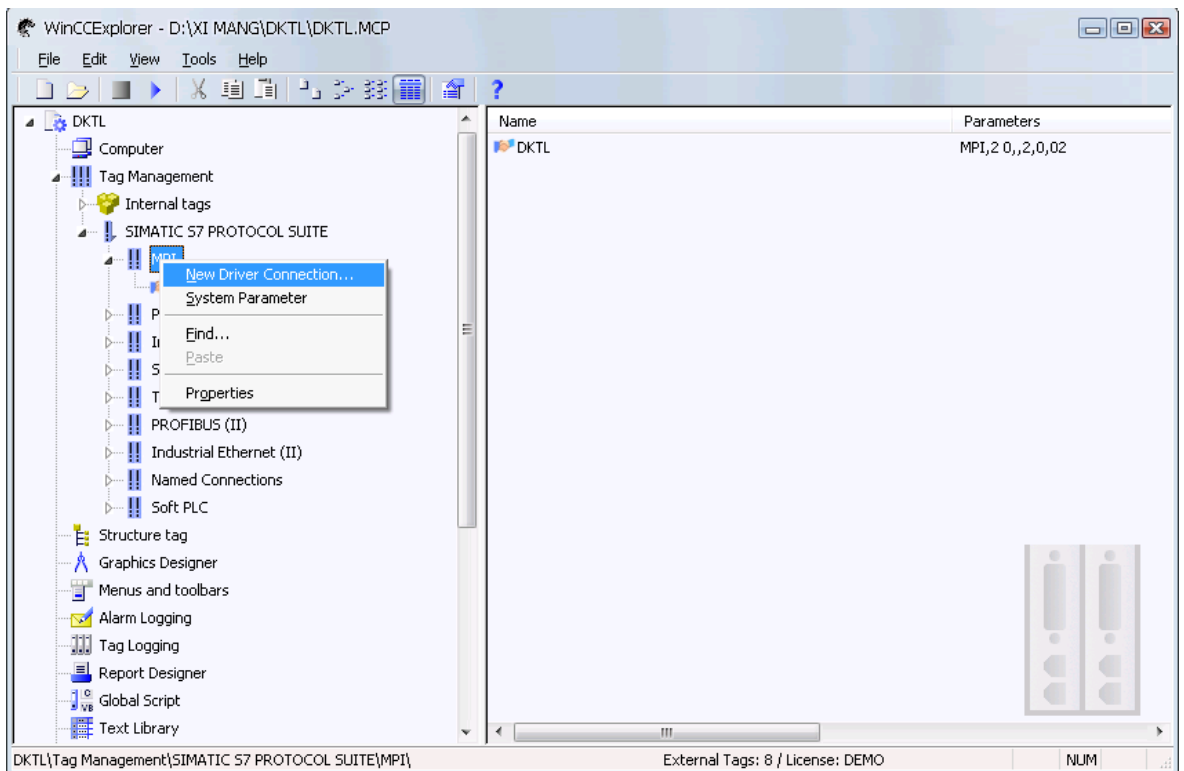 WinCCExplorer - D:\XI MANG\DKTL\DKTL.MCP
File Edit View Tools Help
DKTL
Computer
Tag Management
Internal tags
SIMATIC S7 PROTOCOL SUITE
MPI
New Driver Connection...
System Parameter
Find...
Paste
Properties
P
I
S
T
PROFIBUS (II)
Industrial Ethernet (II)
Named Connections
Soft PLC
Structure tag
Graphics Designer
Menus and toolbars
Alarm Logging
Tag Logging
Report Designer
Global Script
Text Library
Name Parameters
DKTL MPI,2 0,,2,0,02
DKTL\Tag Management\SIMATIC S7 PROTOCOL SUITE\MPI\ External Tags: 8 / License: DEMO NUM